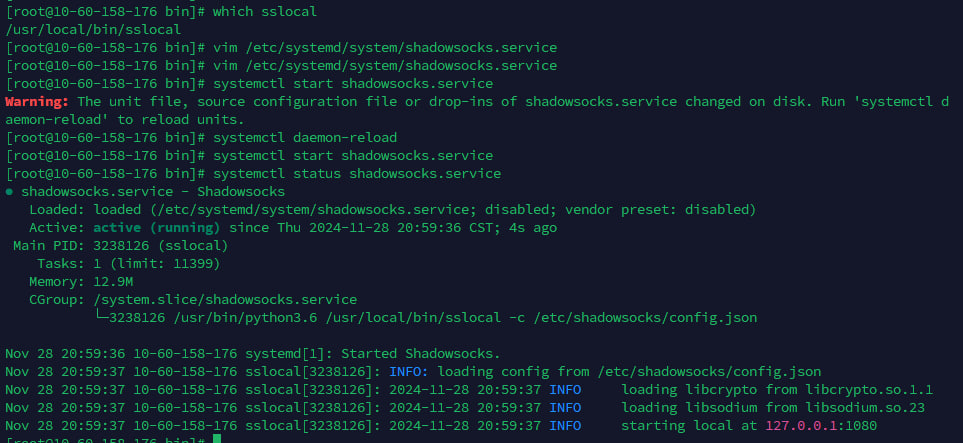 [root@10-60-158-176 bin]# which sslocal
/usr/local/bin/sslocal
[root@10-60-158-176 bin]# vim /etc/systemd/system/shadowsocks.service
[root@10-60-158-176 bin]# vim /etc/systemd/system/shadowsocks.service
[root@10-60-158-176 bin]# systemctl start shadowsocks.service
Warning: The unit file, source configuration file or drop-ins of shadowsocks.service changed on disk. Run 'systemctl d
aemon-reload' to reload units.
[root@10-60-158-176 bin]# systemctl daemon-reload
[root@10-60-158-176 bin]# systemctl start shadowsocks.service
[root@10-60-158-176 bin]# systemctl status shadowsocks.service
● shadowsocks.service - Shadowsocks
   Loaded: loaded (/etc/systemd/system/shadowsocks.service; disabled; vendor preset: disabled)
   Active: active (running) since Thu 2024-11-28 20:59:36 CST; 4s ago
 Main PID: 3238126 (sslocal)
    Tasks: 1 (limit: 11399)
   Memory: 12.9M
   CGroup: /system.slice/shadowsocks.service
           └─3238126 /usr/bin/python3.6 /usr/local/bin/sslocal -c /etc/shadowsocks/config.json

Nov 28 20:59:36 10-60-158-176 systemd[1]: Started Shadowsocks.
Nov 28 20:59:37 10-60-158-176 sslocal[3238126]: INFO: loading config from /etc/shadowsocks/config.json
Nov 28 20:59:37 10-60-158-176 sslocal[3238126]: 2024-11-28 20:59:37 INFO     loading libcrypto from libcrypto.so.1.1
Nov 28 20:59:37 10-60-158-176 sslocal[3238126]: 2024-11-28 20:59:37 INFO     loading libsodium from libsodium.so.23
Nov 28 20:59:37 10-60-158-176 sslocal[3238126]: 2024-11-28 20:59:37 INFO     starting local at 127.0.0.1:1080
[root@10-60-158-176 bin]#